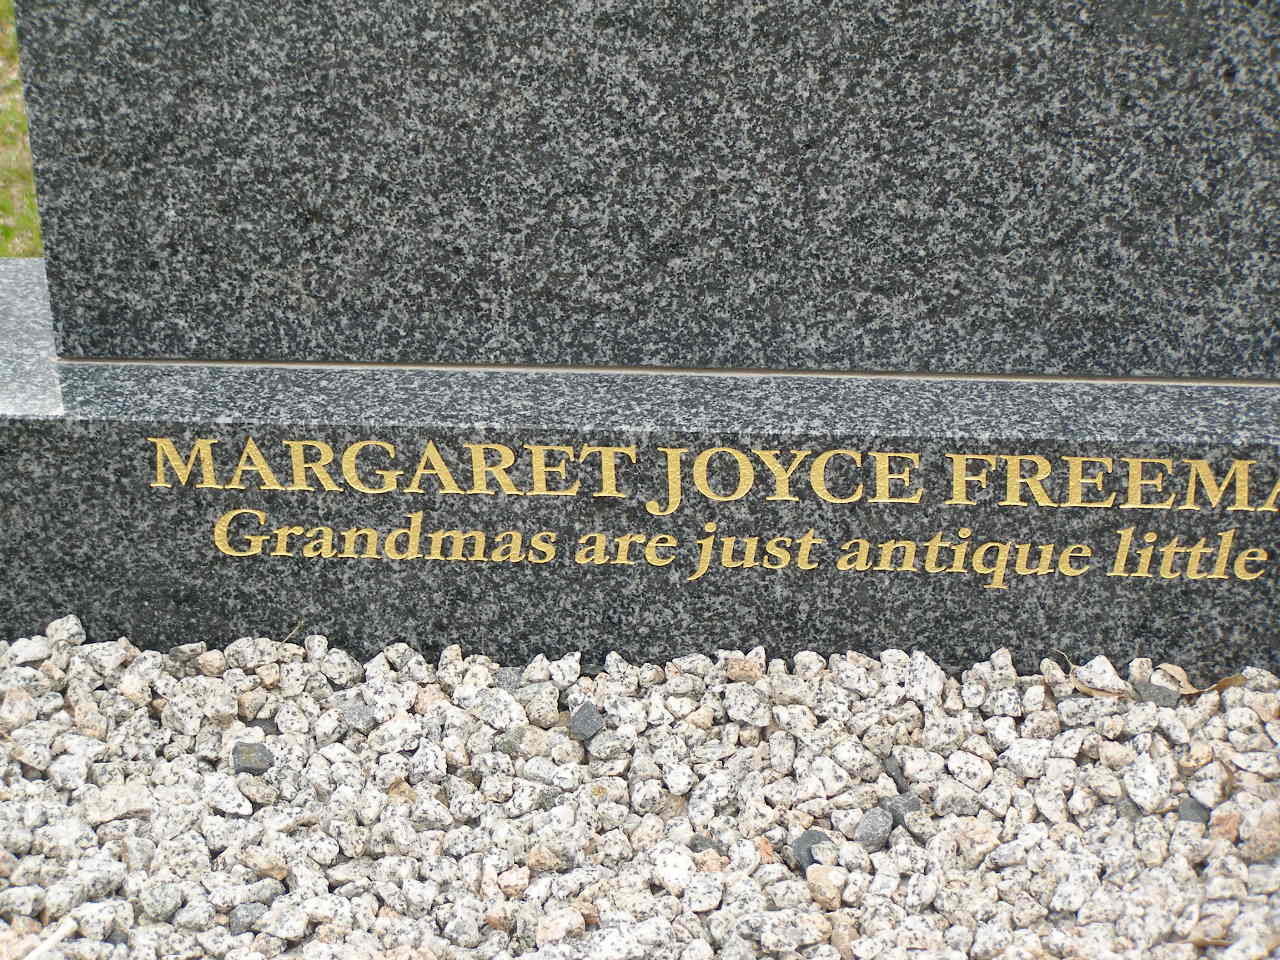 MARGARET JOYCE FREEMA
Grandmas are just antique little